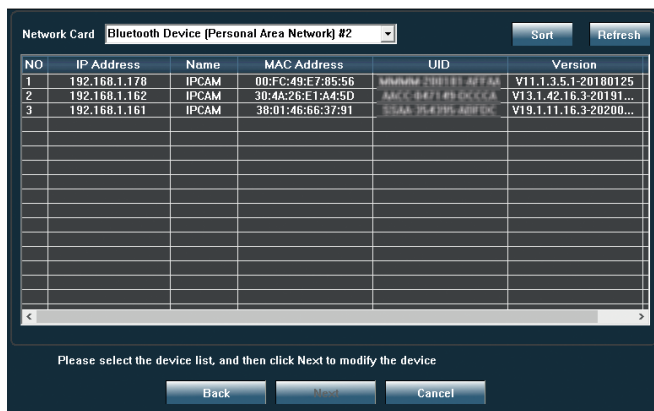 Network Card Bluetooth Device (Personal Area Network) #2 Sort Refresh
NO IP Address Name MAC Address UID Version
1 192.168.1.178 IPCAM 00:FC:49:E7:85:56 V11.1.3.5.1-20180125
2 192.168.1.162 IPCAM 30:4A:26:E1:A4:5D V13.1.42.16.3-20191...
3 192.168.1.161 IPCAM 38:01:46:66:37:91 V19.1.11.16.3-20200...
Please select the device list, and then click Next to modify the device
Back Next Cancel